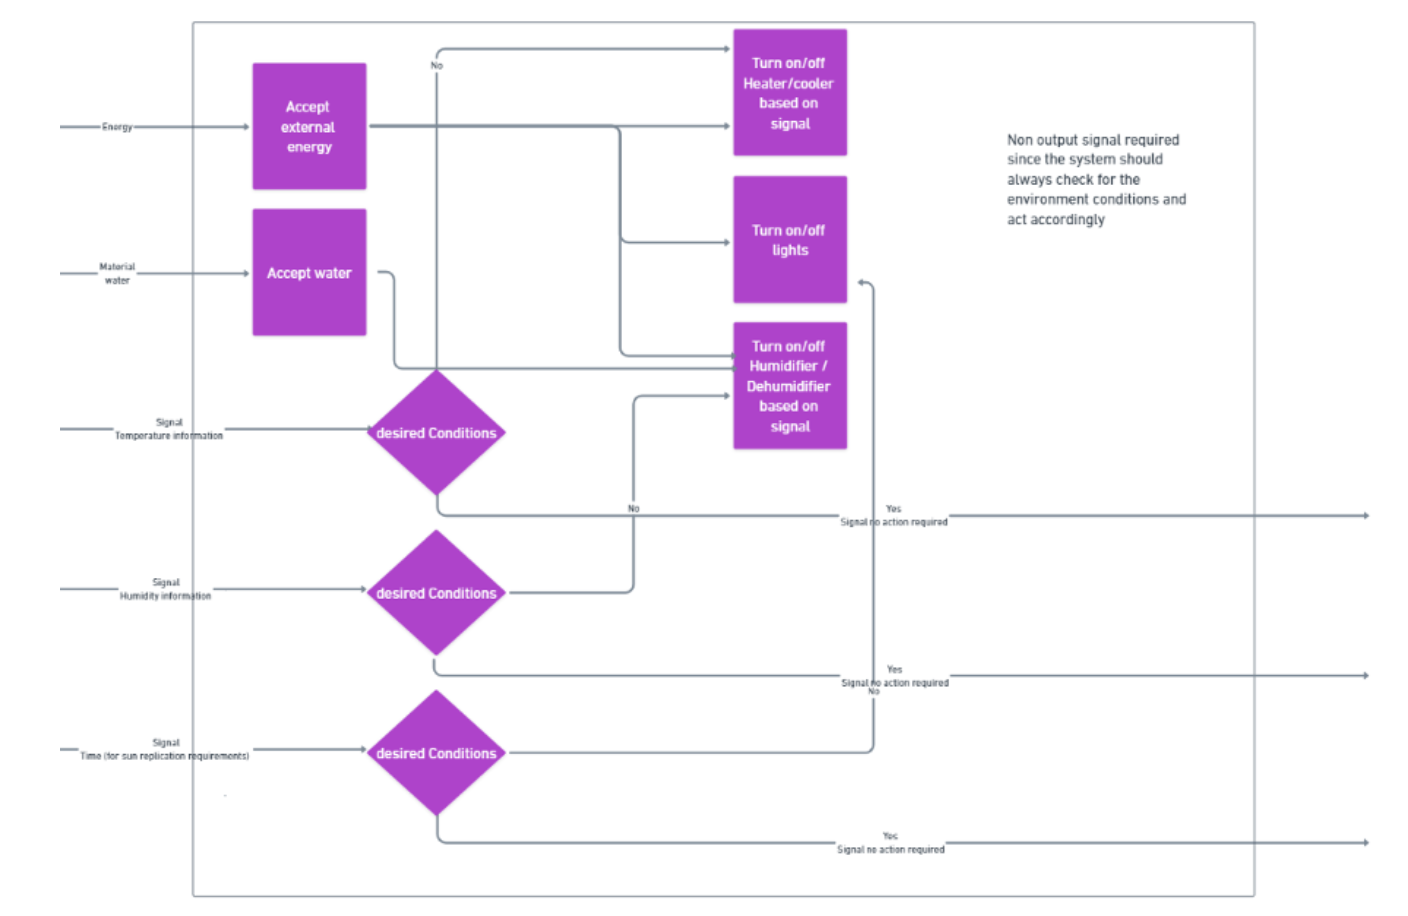 No
Turn on/off
Heater/cooler
based on
signal
Accept
external
energy
Energy
Non output signal required
since the system should
always check for the
environment conditions and
act accordingly
Turn on/off
lights
Accept water
Material
water
Turn on/off
Humidifier /
Dehumidifier
based on
signal
Signal
Temperature information
desired Conditions
No
Yes
Signal no action required
Signal
Humidity information
desired Conditions
Yes
Signal no action required
No
Signal
Time (for sun replication requirements)
desired Conditions
Yes
Signal no action required